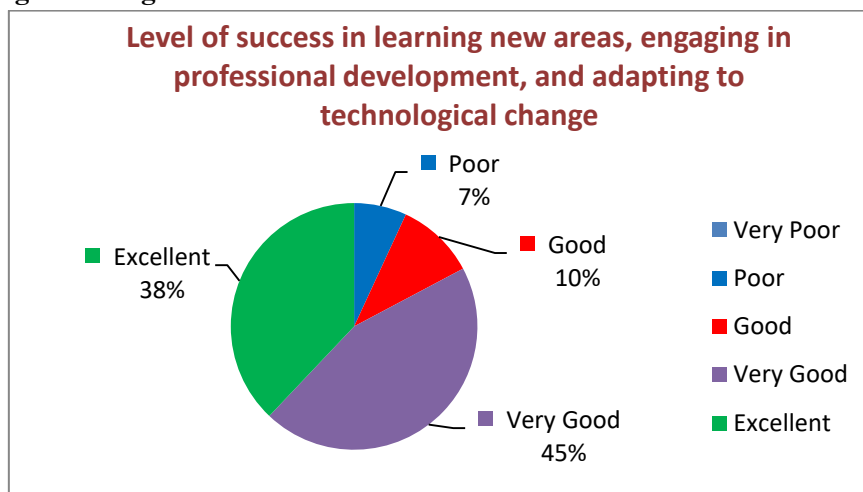 Level of success in learning new areas, engaging in
professional development, and adapting to
technological change
Poor
7%
Good
10%
Excellent
38%
Very Good
45%
Very Poor
Poor
Good
Very Good
Excellent